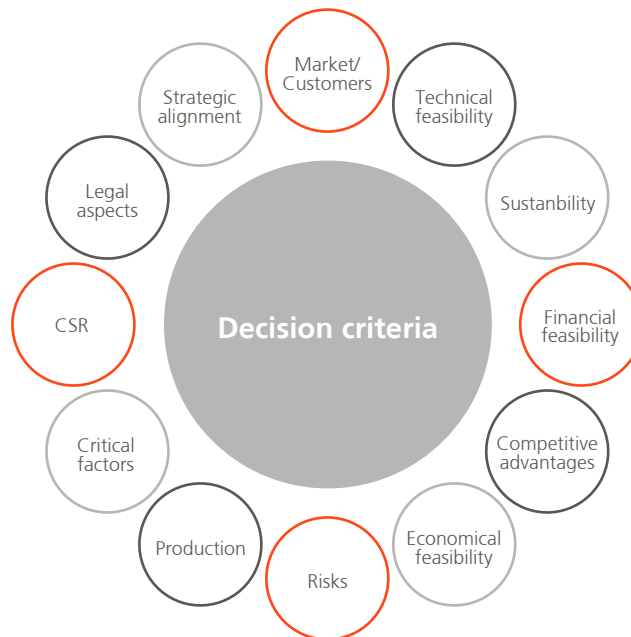 Market/
Customers
Technical
feasibility
Sustanbility
Financial
feasibility
Competitive
advantages
Economical
feasibility
Risks
Production
Critical
factors
CSR
Legal
aspects
Strategic
alignment
Decision criteria